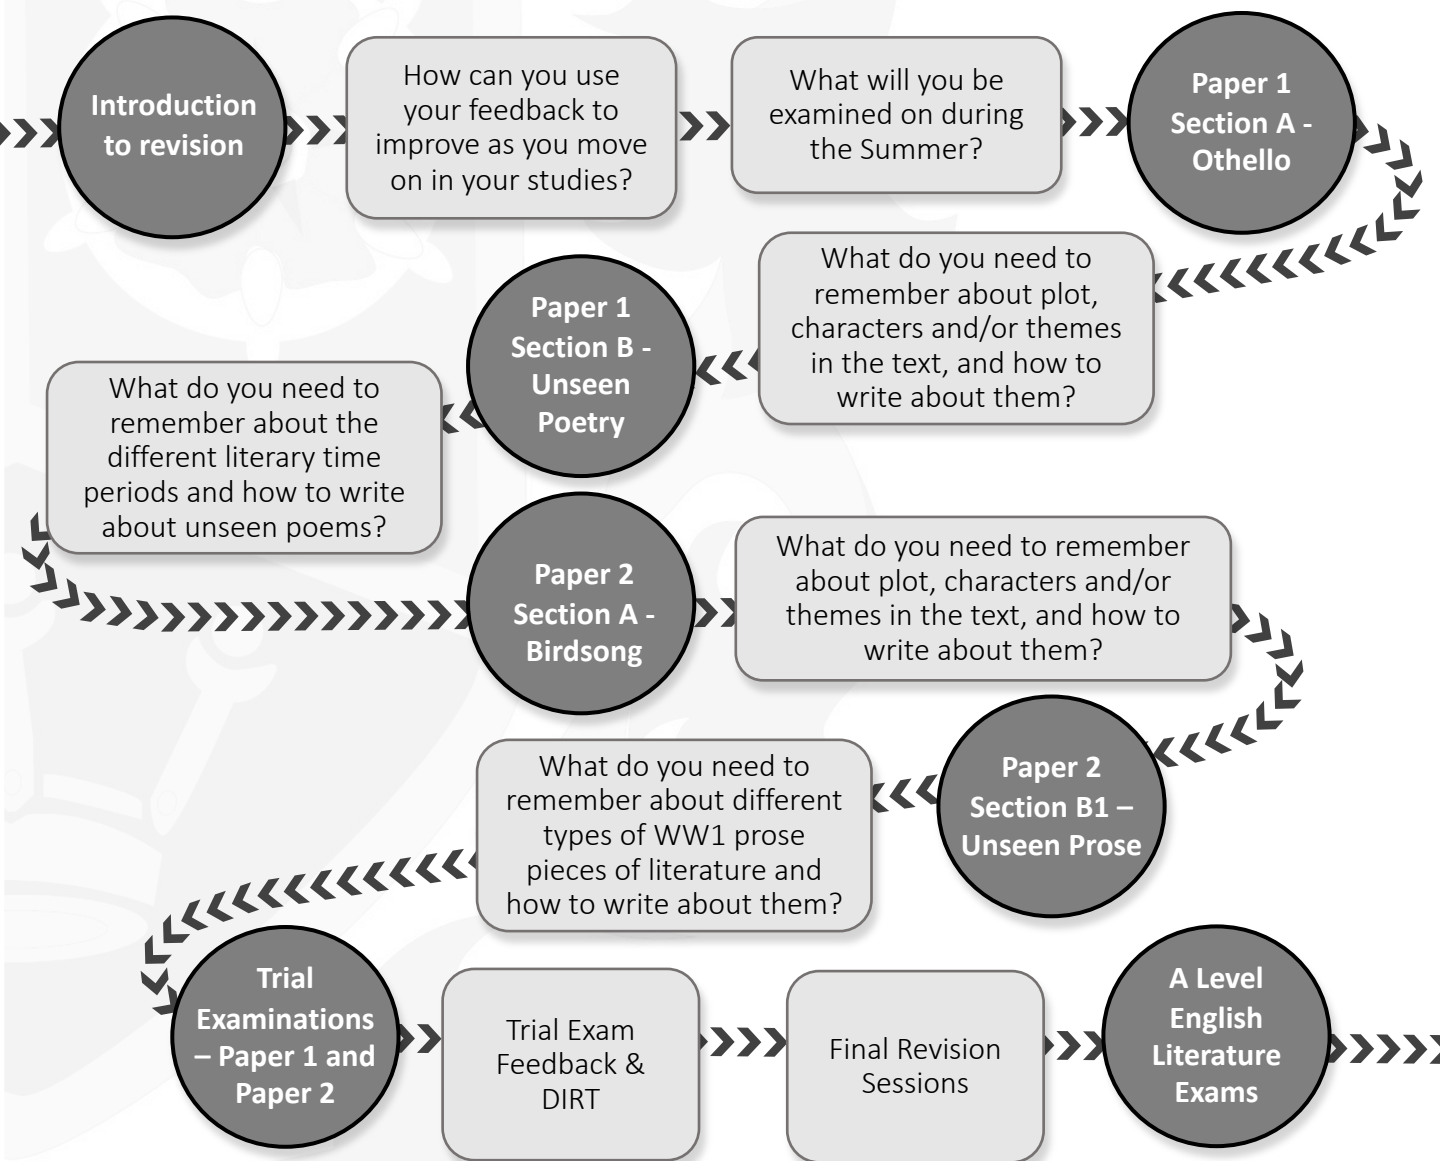 Introduction
to revision
How can you use
your feedback to
improve as you move
on in your studies?
What will you be
examined on during
the Summer?
Paper 1
Section A -
Othello
What do you need to
remember about plot,
characters and/or themes
in the text, and how to
write about them?
Paper 1
Section B -
Unseen
Poetry
What do you need to
remember about the
different literary time
periods and how to write
about unseen poems?
Paper 2
Section A -
Birdsong
What do you need to remember
about plot, characters and/or
themes in the text, and how to
write about them?
Paper 2
Section B1 –
Unseen Prose
What do you need to
remember about different
types of WW1 prose
pieces of literature and
how to write about them?
Trial
Examinations
– Paper 1 and
Paper 2
Trial Exam
Feedback &
DIRT
Final Revision
Sessions
A Level
English
Literature
Exams